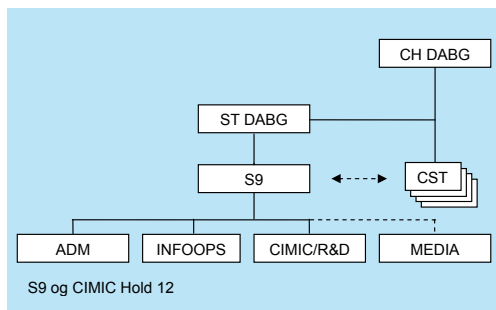 CH DABG
ST DABG
S9
CST
ADM
INFOOPS
CIMIC/R&D
MEDIA
S9 og CIMIC Hold 12